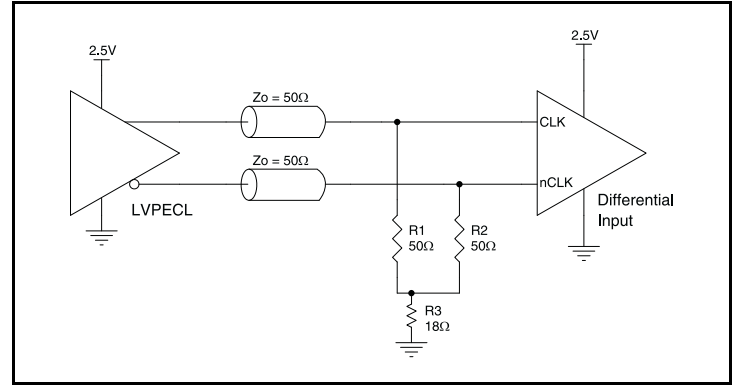 2.5V
2.5V
Zo = 50Ω
CLK
Zo = 50Ω
nCLK
LVPECL
Differential
Input
R1
50Ω
R2
50Ω
R3
18Ω